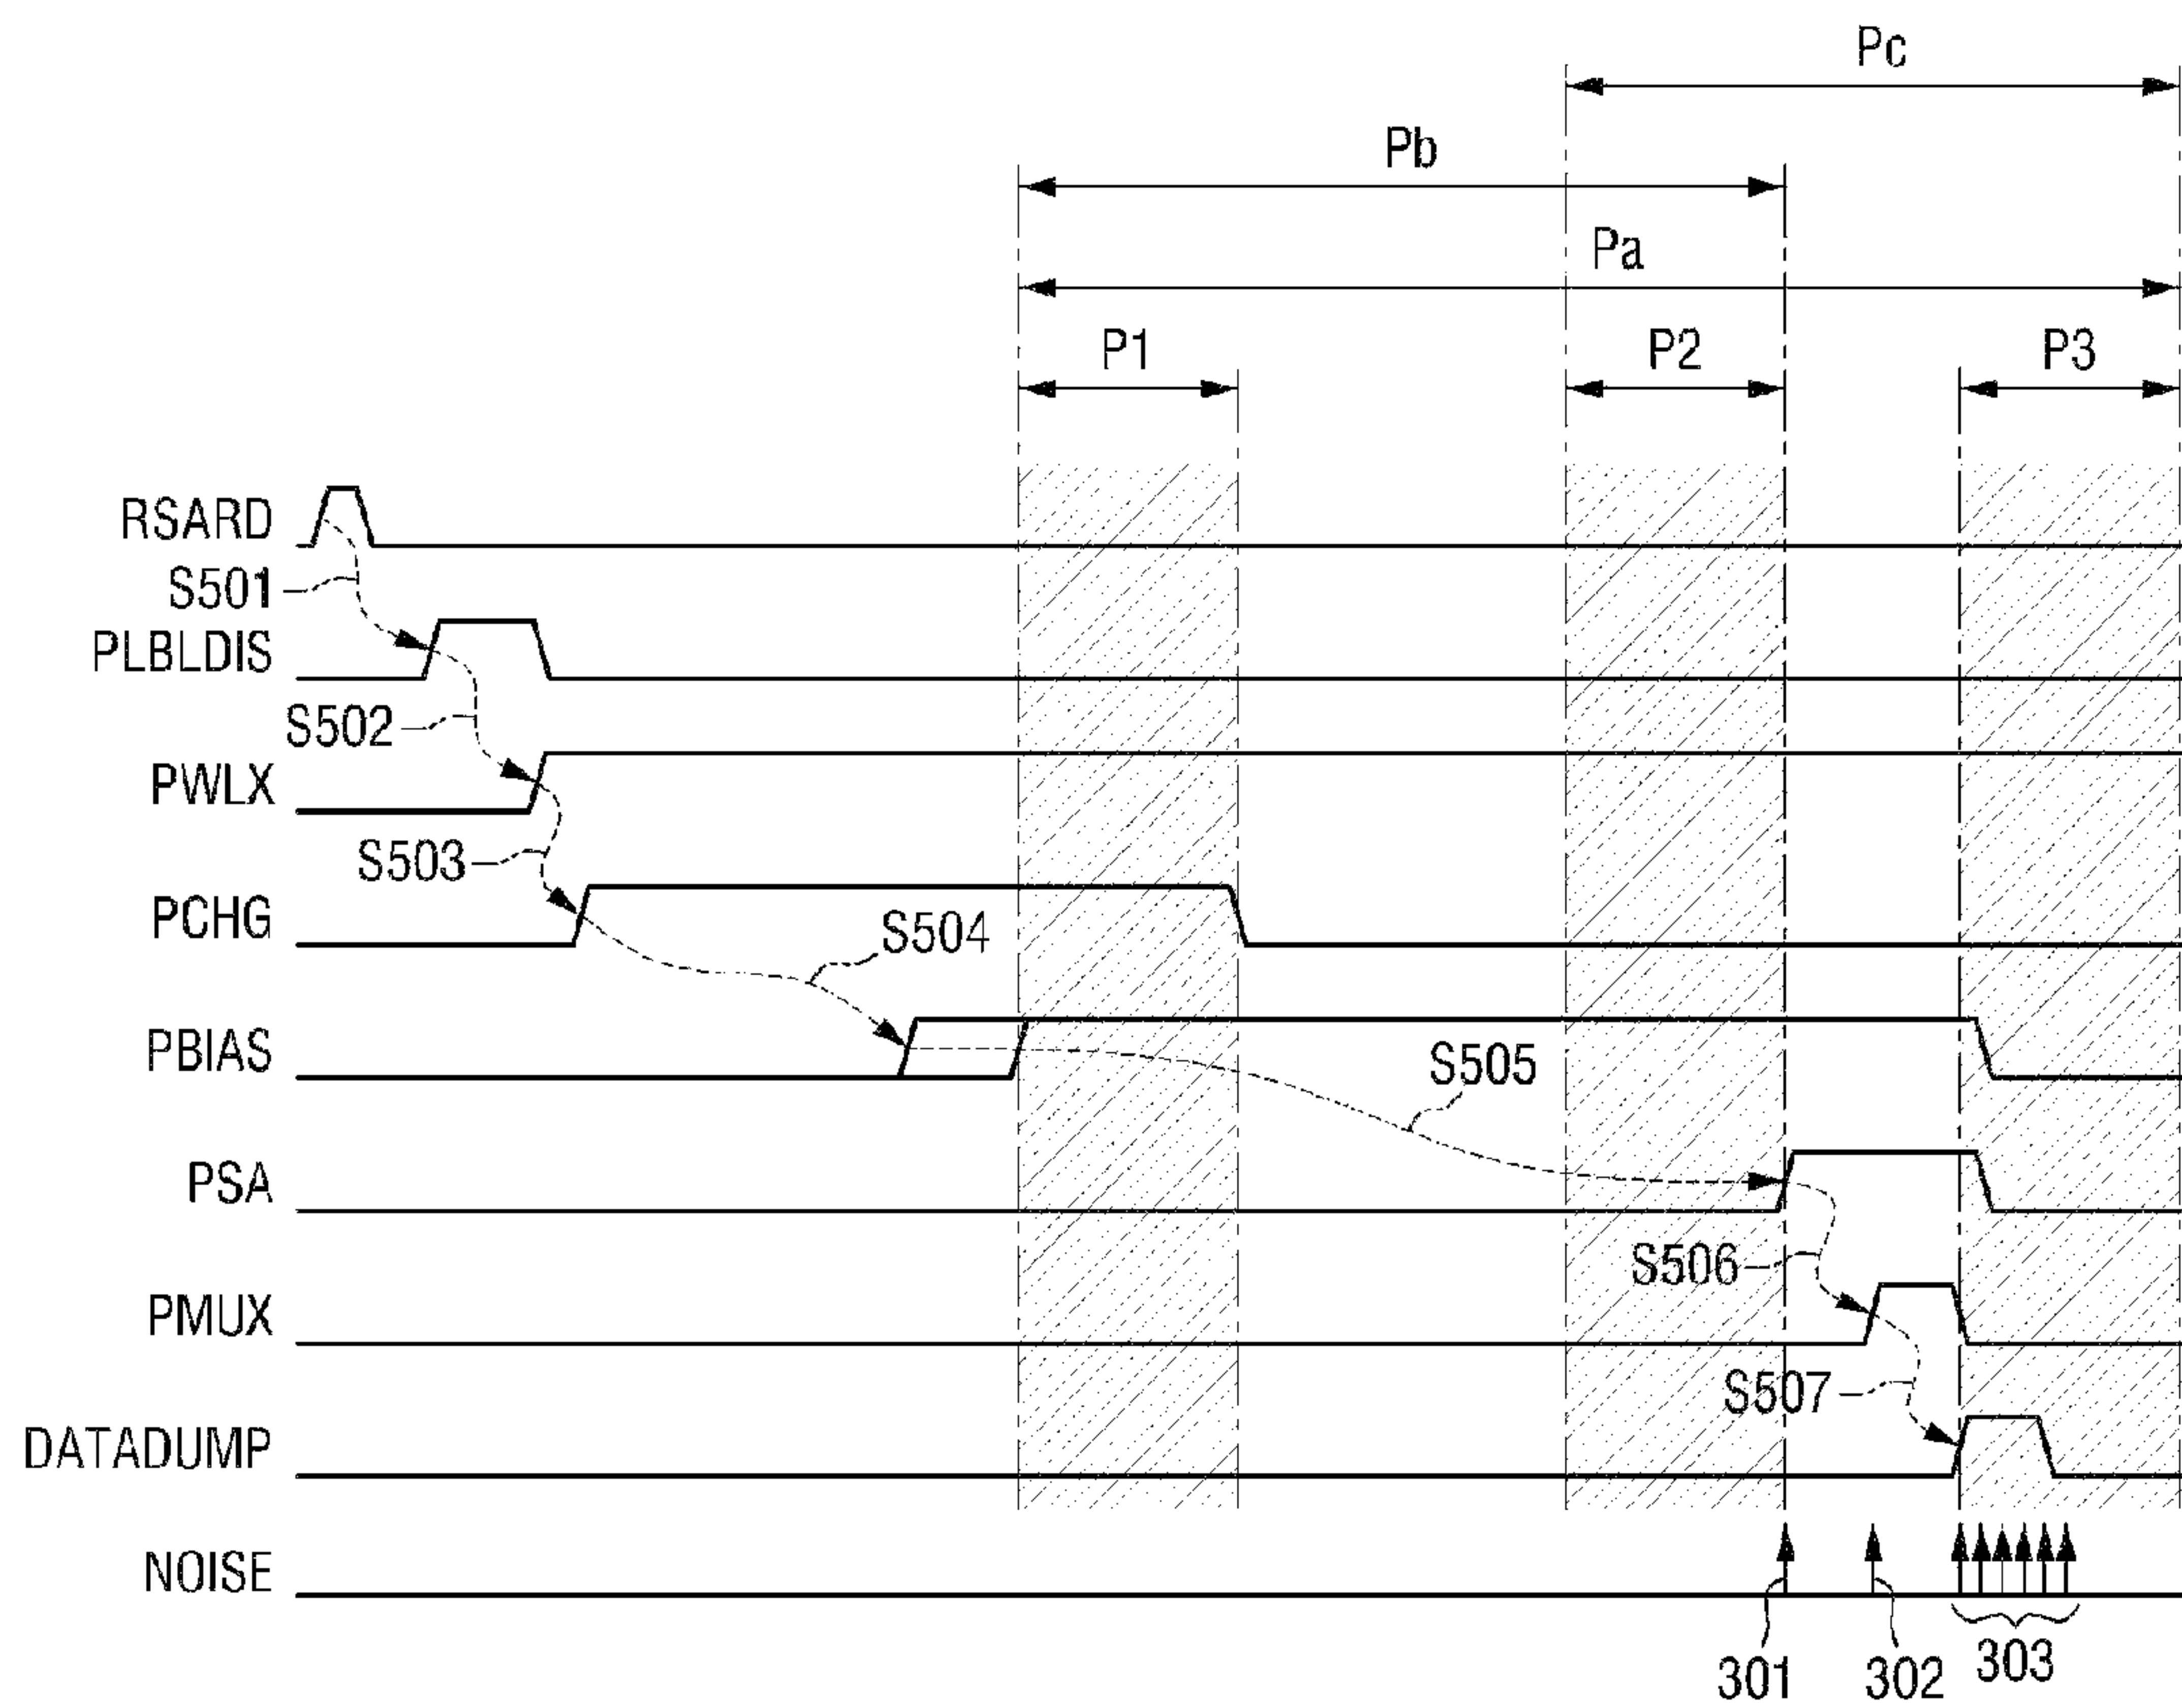 Pc
Pb
Pa
P1 P2 P3
RSARD
S501
PLBLDIS
S502
PWLX
S503
PCHG
S504
PBIAS
S505
PSA
S506
PMUX
S507
DATADUMP
NOISE
301 302 303